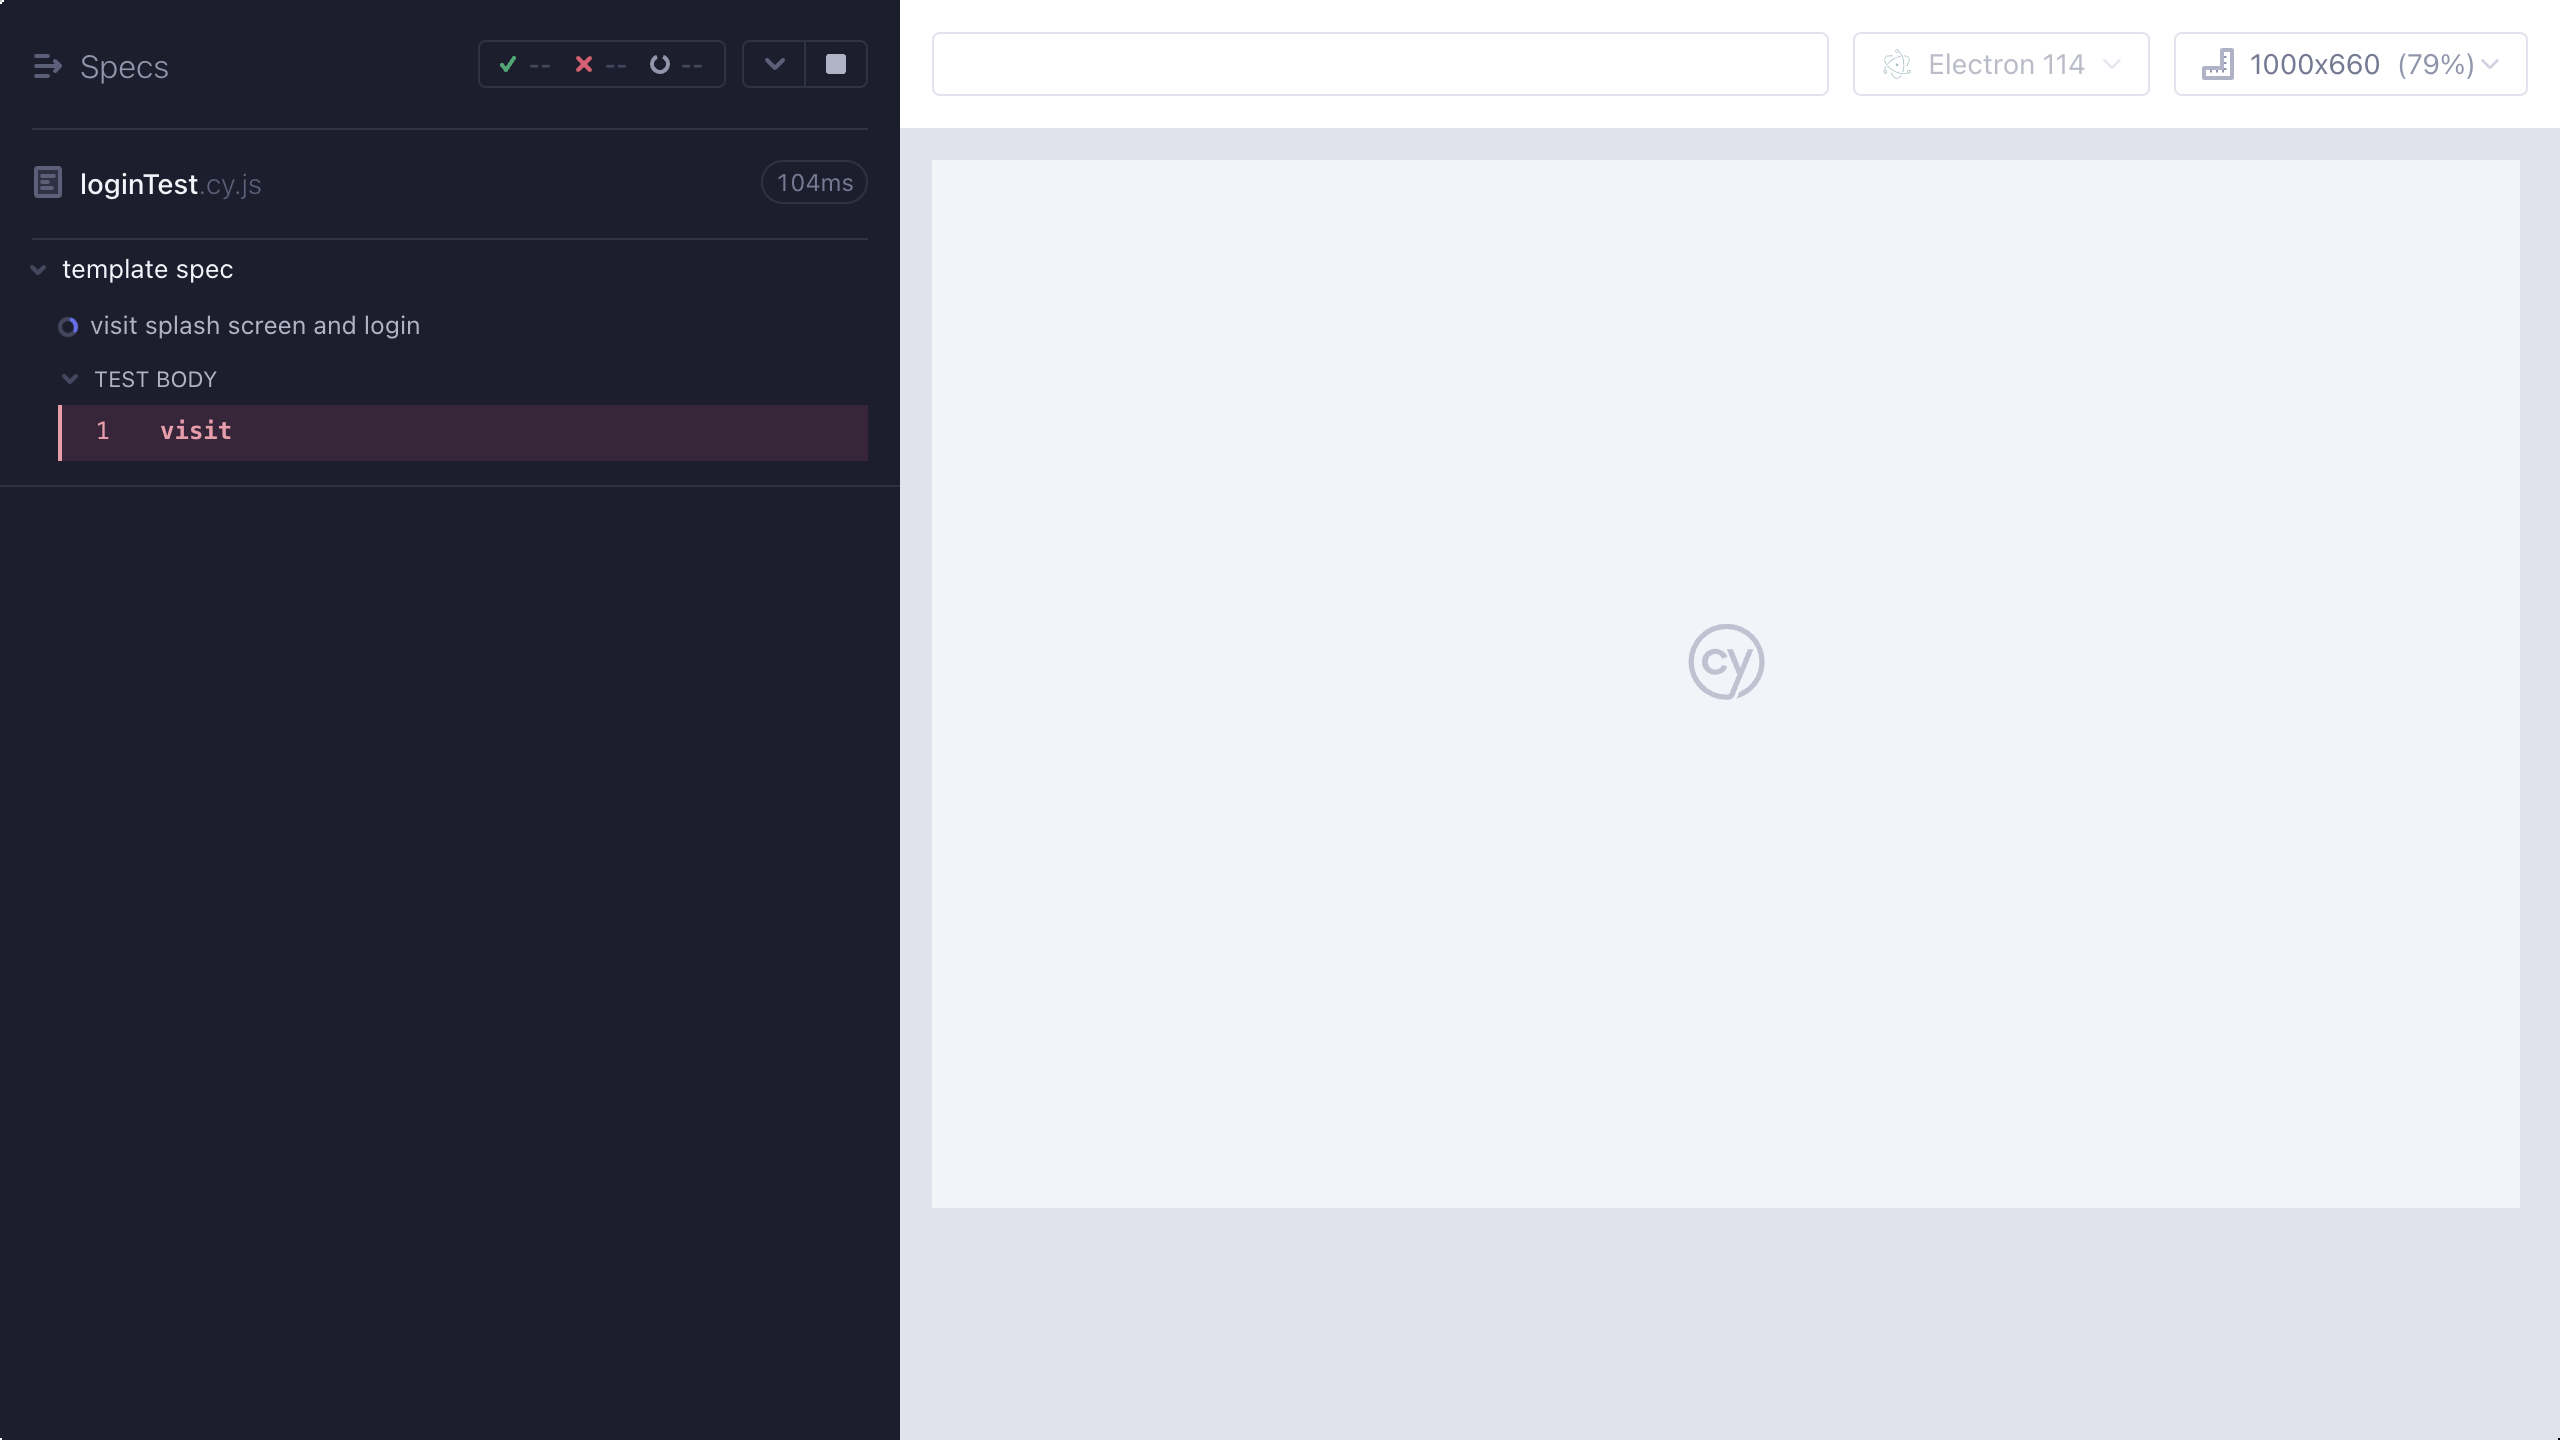 Specs
-- -- --
loginTest.cy.js
104ms
template spec
visit splash screen and login
TEST BODY
1 visit
Electron 114
1000x660 (79%)
cy